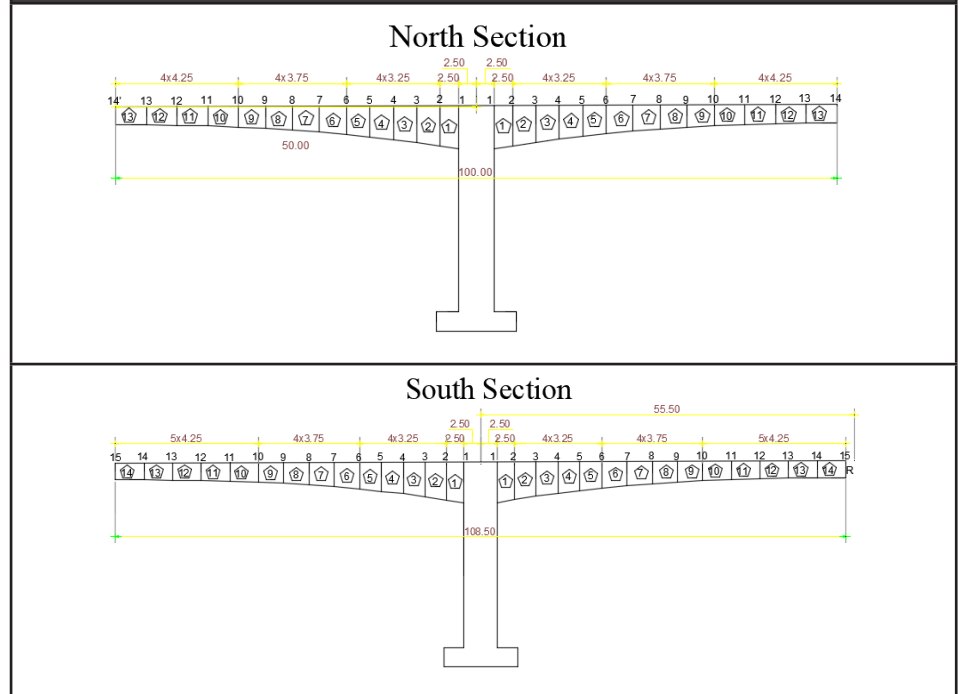 North Section
2.50 2.50
4x4.25 4x3.75 4x3.25 2.50 2.50 4x3.25 4x3.75 4x4.25
14' 13 12 11 10 9 8 7 6 5 4 3 2 1 1 2 3 4 5 6 7 8 9 10 11 12 13 14
13 12 11 10 9 8 7 6 5 4 3 2 1 1 2 3 4 5 6 7 8 9 10 11 12 13
50.00
100.00
South Section
55.50
2.50 2.50
5x4.25 4x3.75 4x3.25 2.50 2.50 4x3.25 4x3.75 5x4.25
15 14 13 12 11 10 9 8 7 6 5 4 3 2 1 1 2 3 4 5 6 7 8 9 10 11 12 13 14 15
14 13 12 11 10 9 8 7 6 5 4 3 2 1 1 2 3 4 5 6 7 8 9 10 11 12 13 14 R
108.50